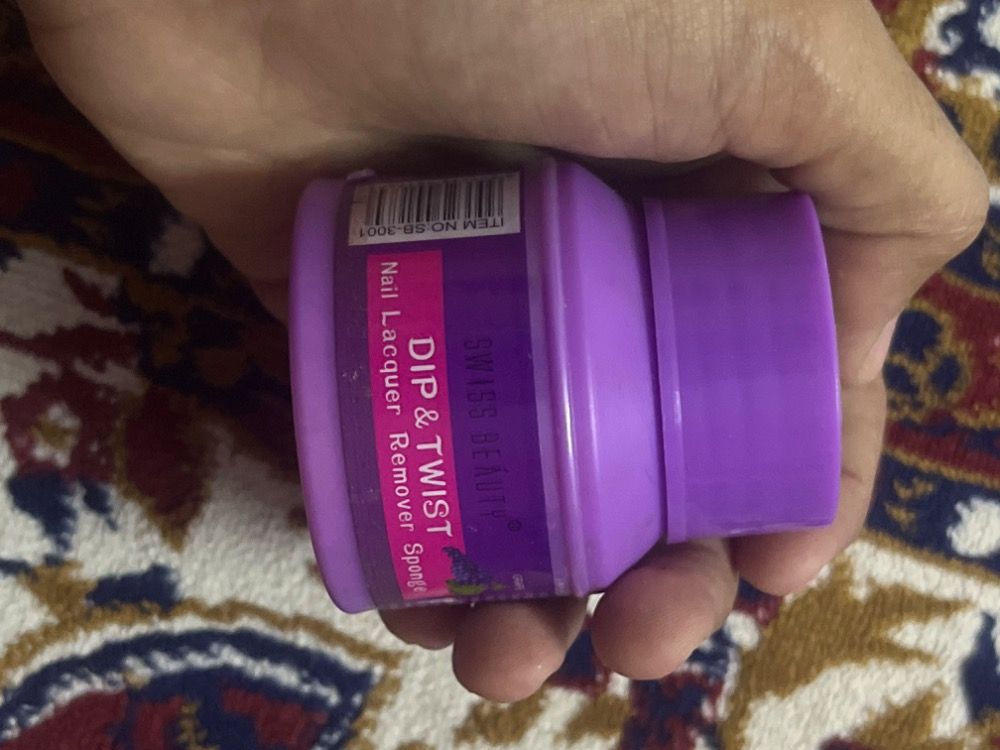 SWISS BEAUTY®
DIP & TWIST
Nail Lacquer Remover Sponge
ITEM NO:SB-3001